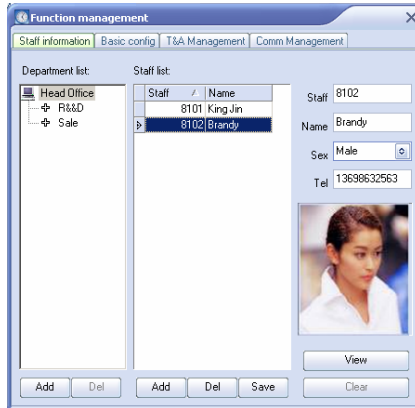 Function management
Staff information Basic config T&A Management Comm Management
Department list: Staff list:
Head Office
R&&D
Sale
Staff Name
8101 King Jin
8102 Brandy
Staff 8102
Name Brandy
Sex Male
Tel 13698632563
View
Add Del Add Del Save Clear